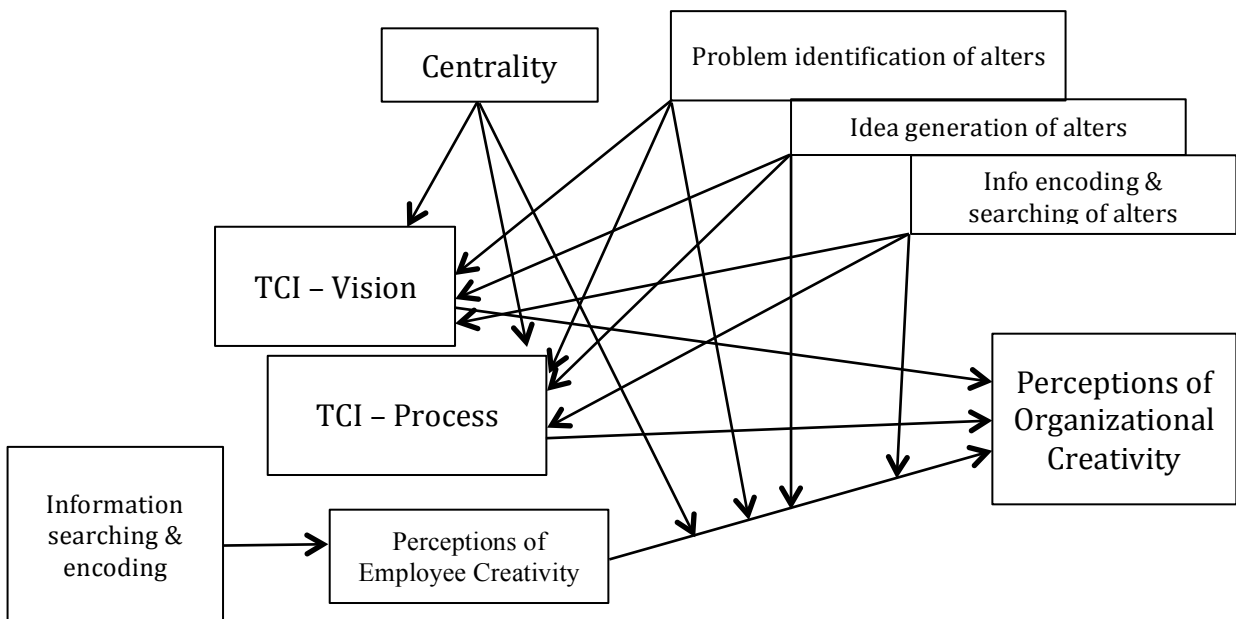 Problem identification of alters
Centrality
Idea generation of alters
Info encoding &
searching of alters
TCI – Vision
TCI – Process
Perceptions of
Organizational
Creativity
Information
searching &
encoding
Perceptions of
Employee Creativity